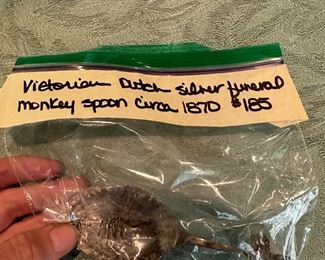 Victorian Dutch silver funeral
monkey spoon circa 1870 $185